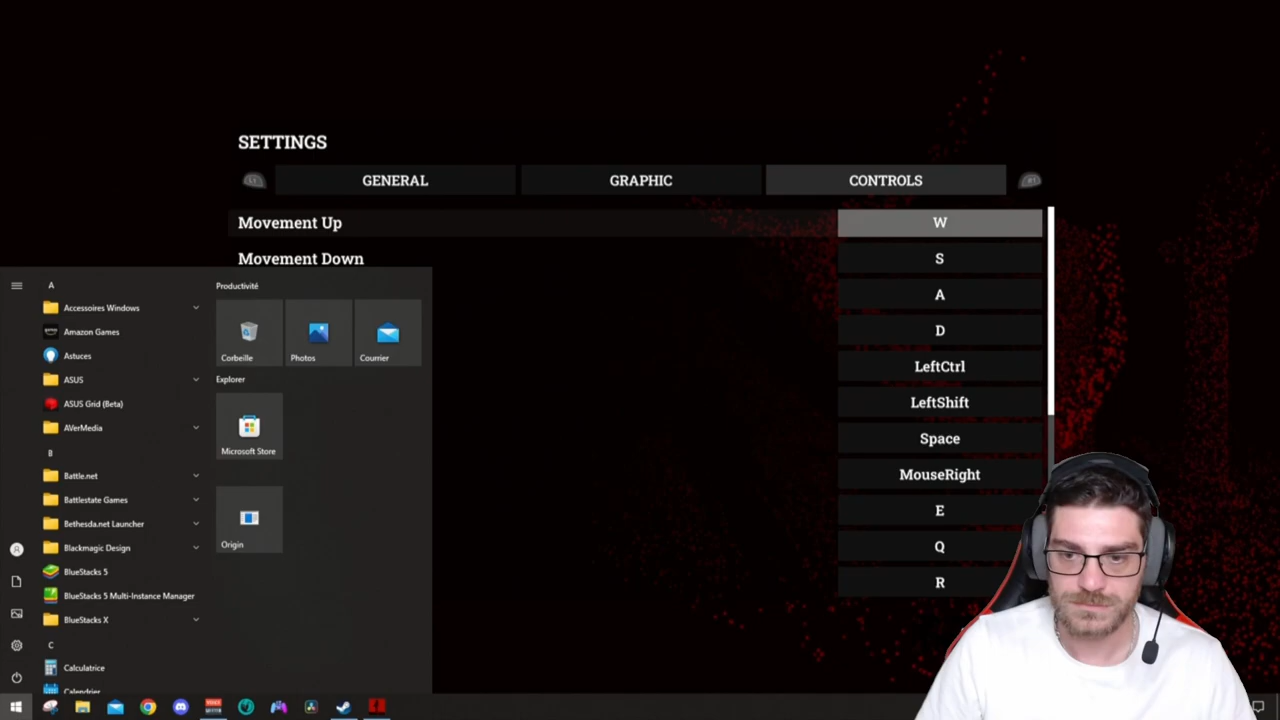 SETTINGS
GENERAL
GRAPHIC
CONTROLS
Movement Up
W
Movement Down
S
A
D
LeftCtrl
LeftShift
Space
MouseRight
E
Q
R
A
Accessoires Windows
Amazon Games
Astuces
ASUS
ASUS Grid (Beta)
AVerMedia
B
Battle.net
Battlestate Games
Bethesda.net Launcher
Blackmagic Design
BlueStacks 5
BlueStacks 5 Multi-Instance Manager
BlueStacks X
C
Calculatrice
Calendrier
Productivité
Corbeille
Photos
Courrier
Explorer
Microsoft Store
Origin